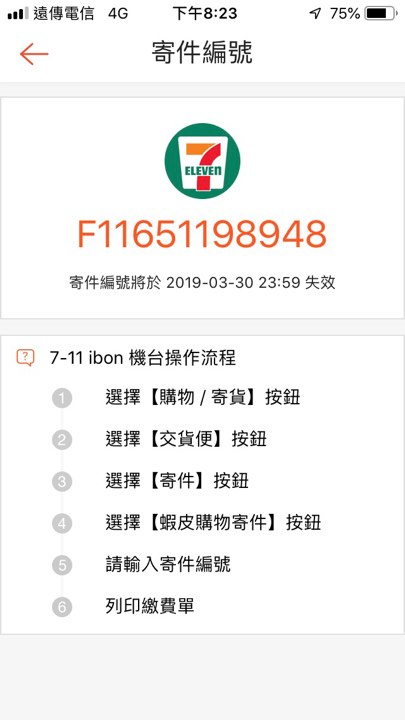 遠傳電信 4G 下午8:23 75%
寄件編號
7
ELEVEn
F11651198948
寄件編號將於 2019-03-30 23:59 失效
7-11 ibon 機台操作流程
1 選擇【購物 / 寄貨】按鈕
2 選擇【交貨便】按鈕
3 選擇【寄件】按鈕
4 選擇【蝦皮購物寄件】按鈕
5 請輸入寄件編號
6 列印繳費單